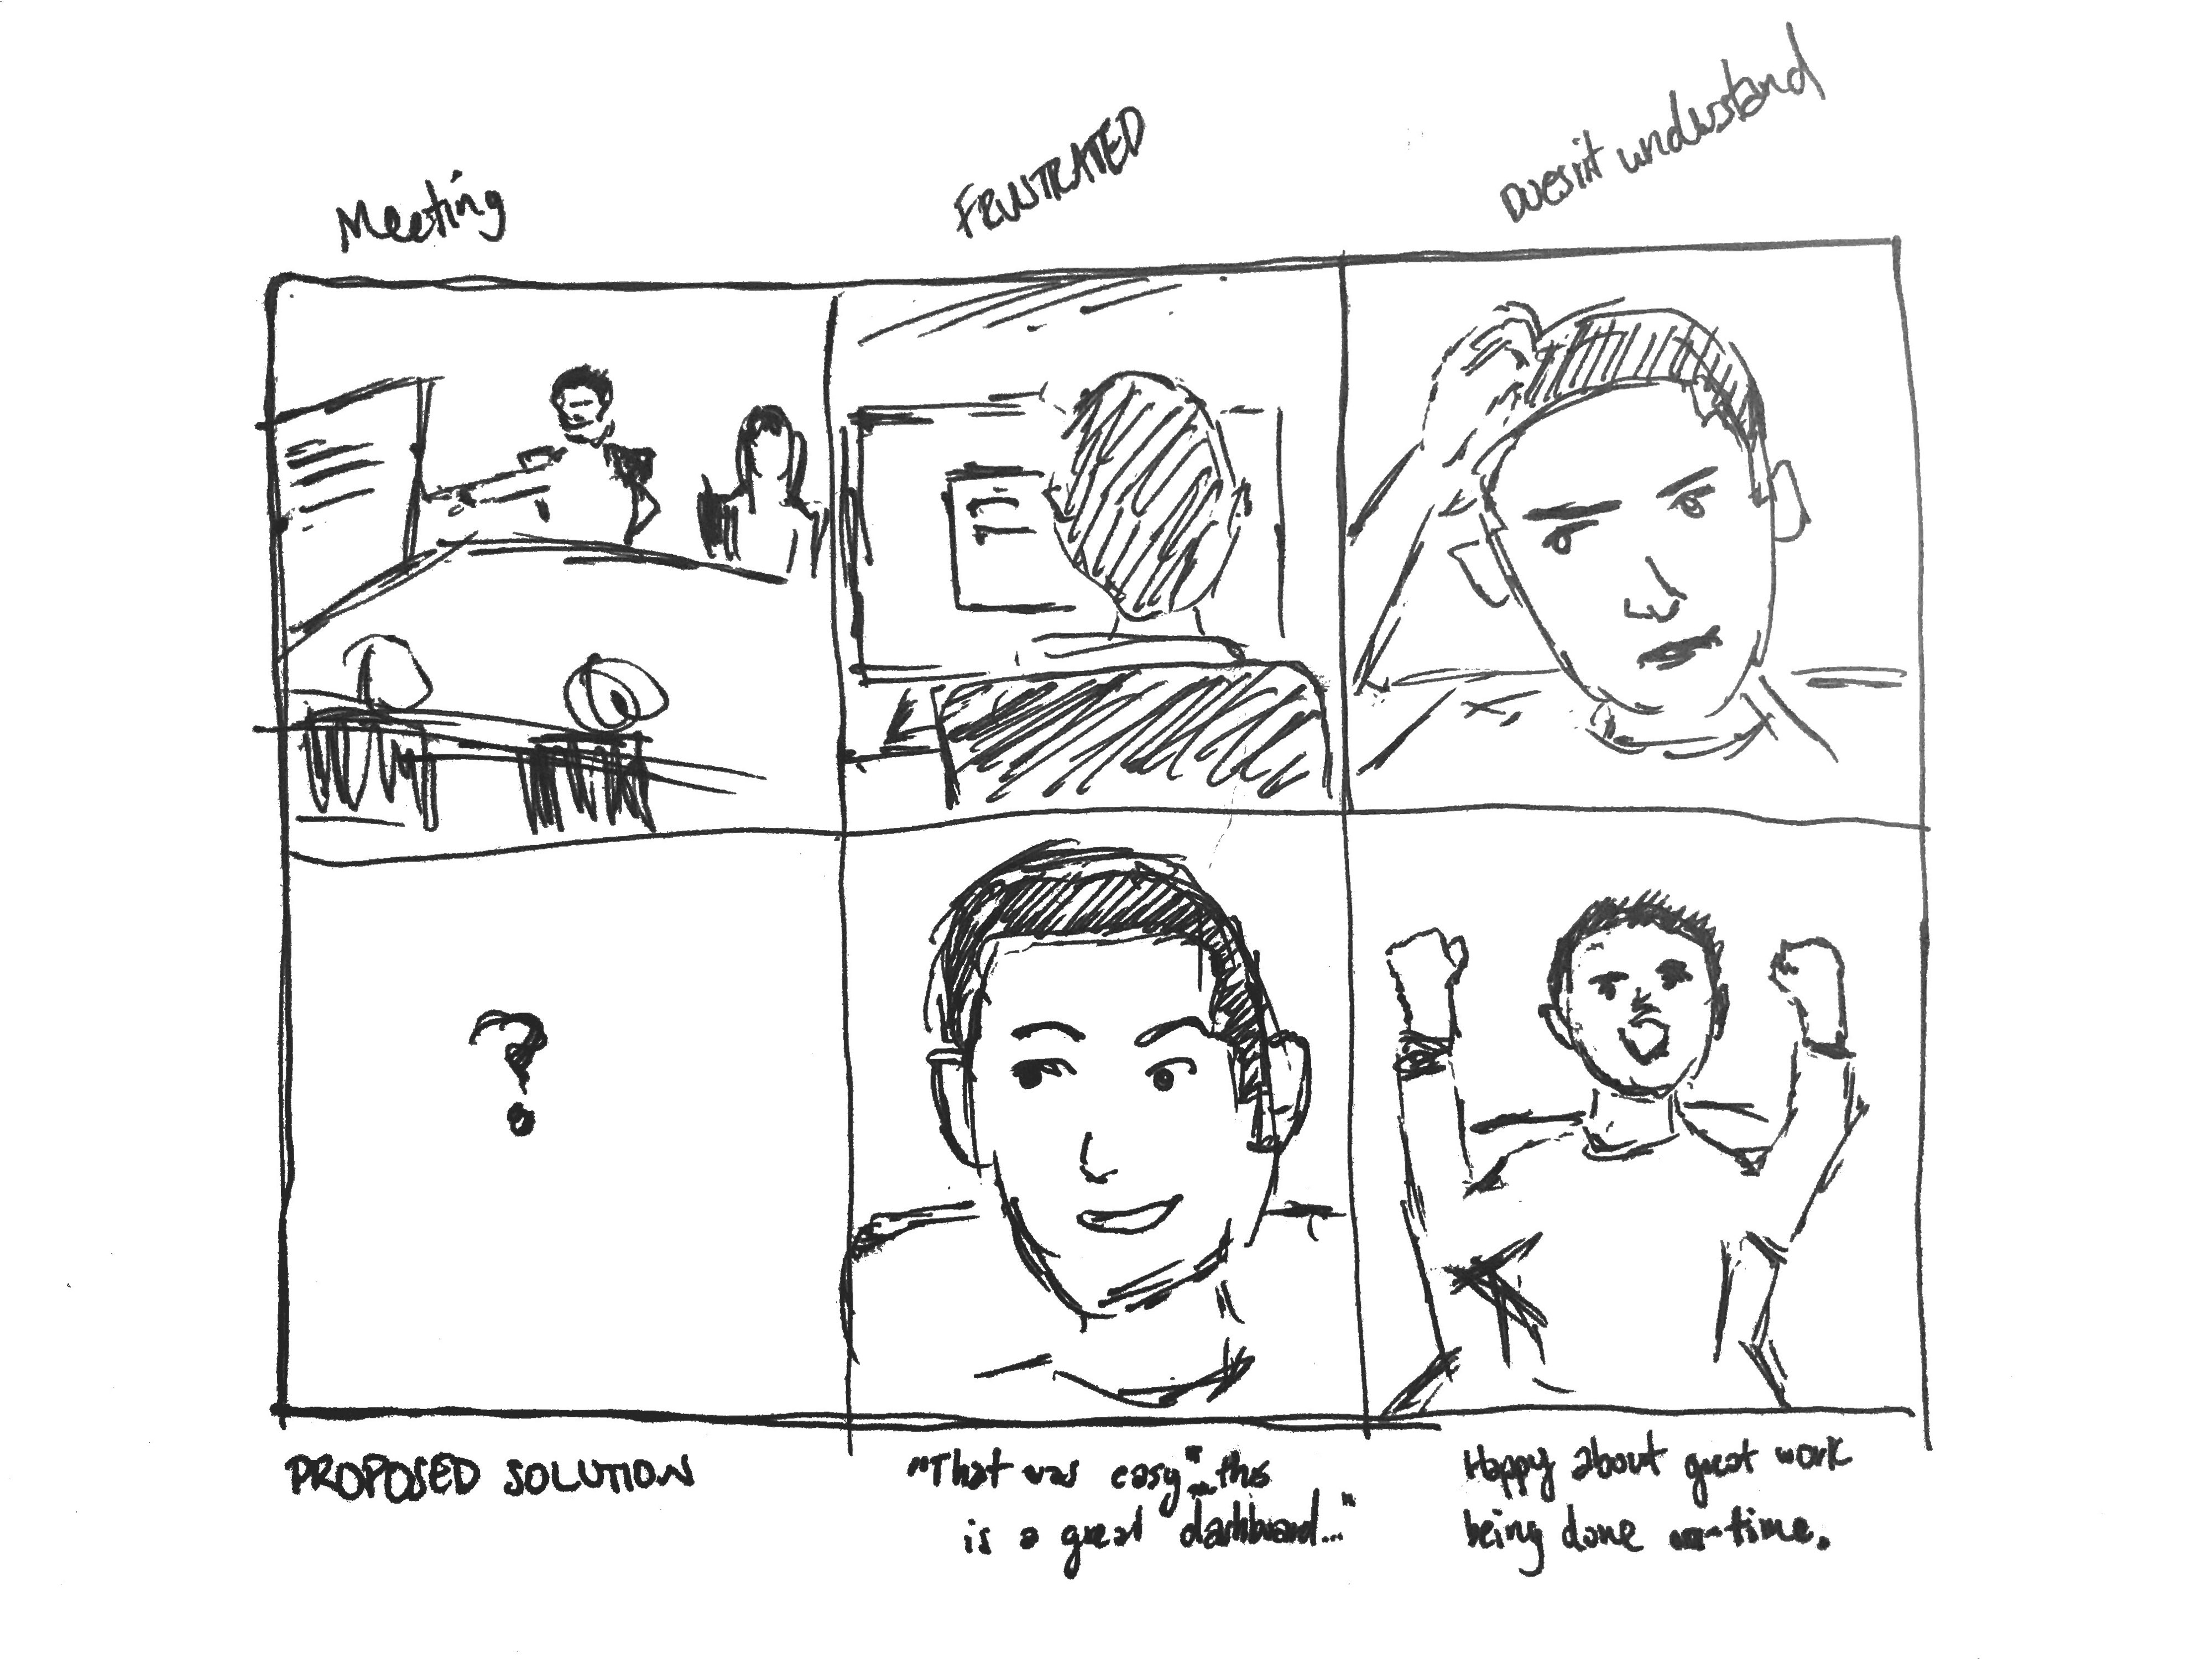 Meeting
FRUSTRATED
Doesn't understand
?
PROPOSED SOLUTION
"That was easy"...this
is a great dashboard..."
Happy about great work
being done on-time.